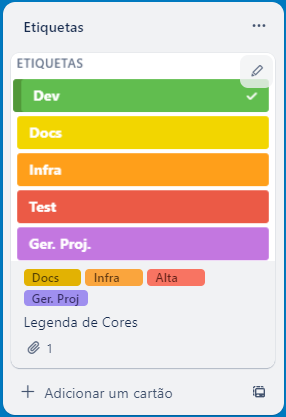 Etiquetas
ETIQUETAS
Dev
Docs
Infra
Test
Ger. Proj.
Docs Infra Alta
Ger. Proj
Legenda de Cores
1
Adicionar um cartão